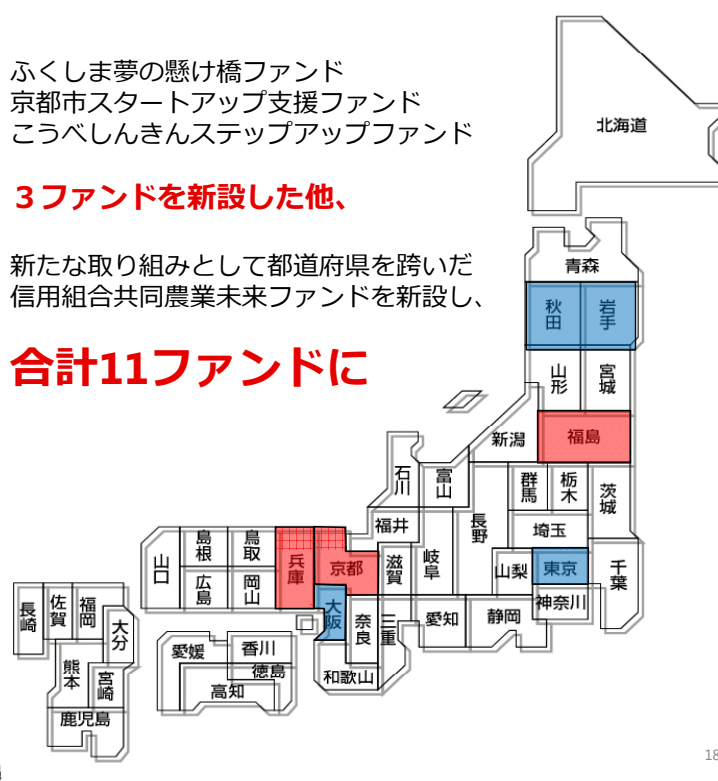 ふくしま夢の懸け橋ファンド
京都市スタートアップ支援ファンド
こうべしんきんステップアップファンド
３ファンドを新設した他、
新たな取り組みとして都道府県を跨いだ
信用組合共同農業未来ファンドを新設し、
合計11ファンドに
北海道
青森
秋田
岩手
山形
宮城
新潟
福島
石川
富山
群馬
栃木
茨城
福井
長野
埼玉
山口
島根
鳥取
兵庫
京都
滋賀
岐阜
山梨
東京
千葉
広島
岡山
大阪
奈良
三重
愛知
静岡
神奈川
和歌山
長崎
佐賀
福岡
大分
熊本
宮崎
鹿児島
愛媛
香川
徳島
高知
18